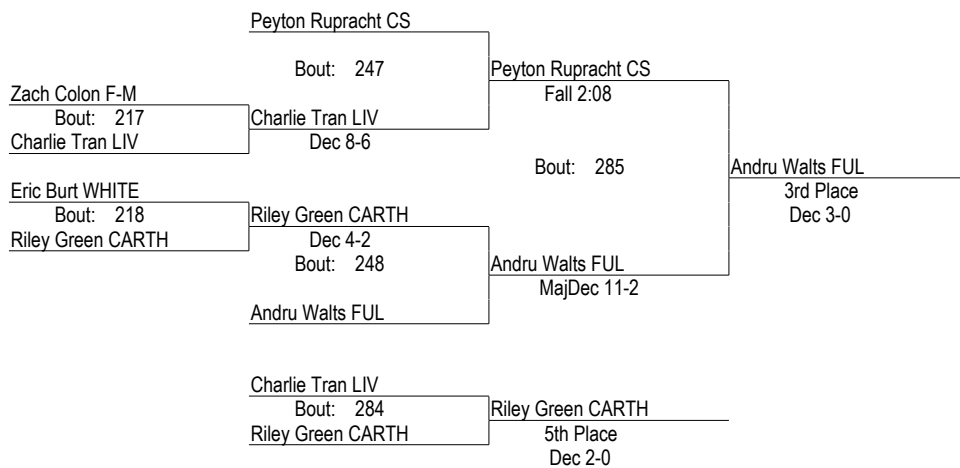 Peyton Rupracht CS
Bout: 247
Peyton Rupracht CS
Zach Colon F-M
Fall 2:08
Bout: 217
Charlie Tran LIV
Charlie Tran LIV
Dec 8-6
Bout: 285
Andru Walts FUL
Eric Burt WHITE
3rd Place
Bout: 218
Riley Green CARTH
Dec 3-0
Riley Green CARTH
Dec 4-2
Bout: 248
Andru Walts FUL
MajDec 11-2
Andru Walts FUL
Charlie Tran LIV
Bout: 284
Riley Green CARTH
Riley Green CARTH
5th Place
Dec 2-0